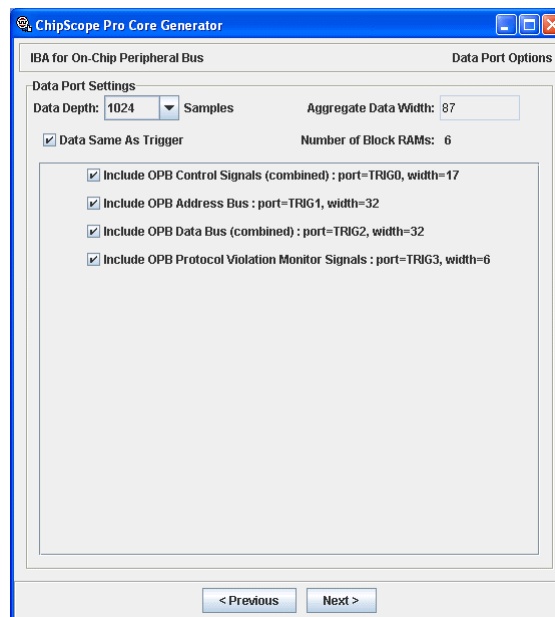 ChipScope Pro Core Generator
IBA for On-Chip Peripheral Bus Data Port Options
Data Port Settings
Data Depth: 1024 Samples Aggregate Data Width: 87
Data Same As Trigger Number of Block RAMs: 6
Include OPB Control Signals (combined) : port=TRIG0, width=17
Include OPB Address Bus : port=TRIG1, width=32
Include OPB Data Bus (combined) : port=TRIG2, width=32
Include OPB Protocol Violation Monitor Signals : port=TRIG3, width=6
< Previous Next >